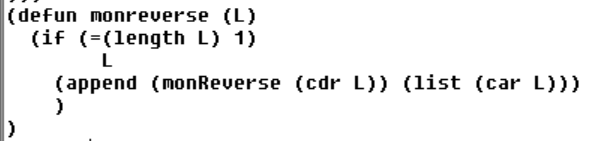 )))
(defun monreverse (L)
(if (=(length L) 1)
L
(append (monReverse (cdr L)) (list (car L)))
)
)